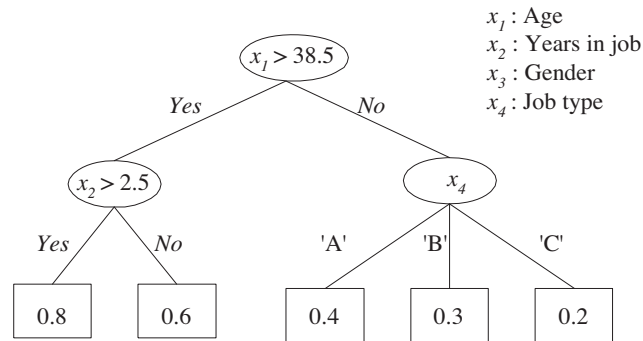 x1 : Age
x2 : Years in job
x3 : Gender
x4 : Job type
x1 > 38.5
Yes
No
x2 > 2.5
x4
Yes
No
'A'
'B'
'C'
0.8
0.6
0.4
0.3
0.2